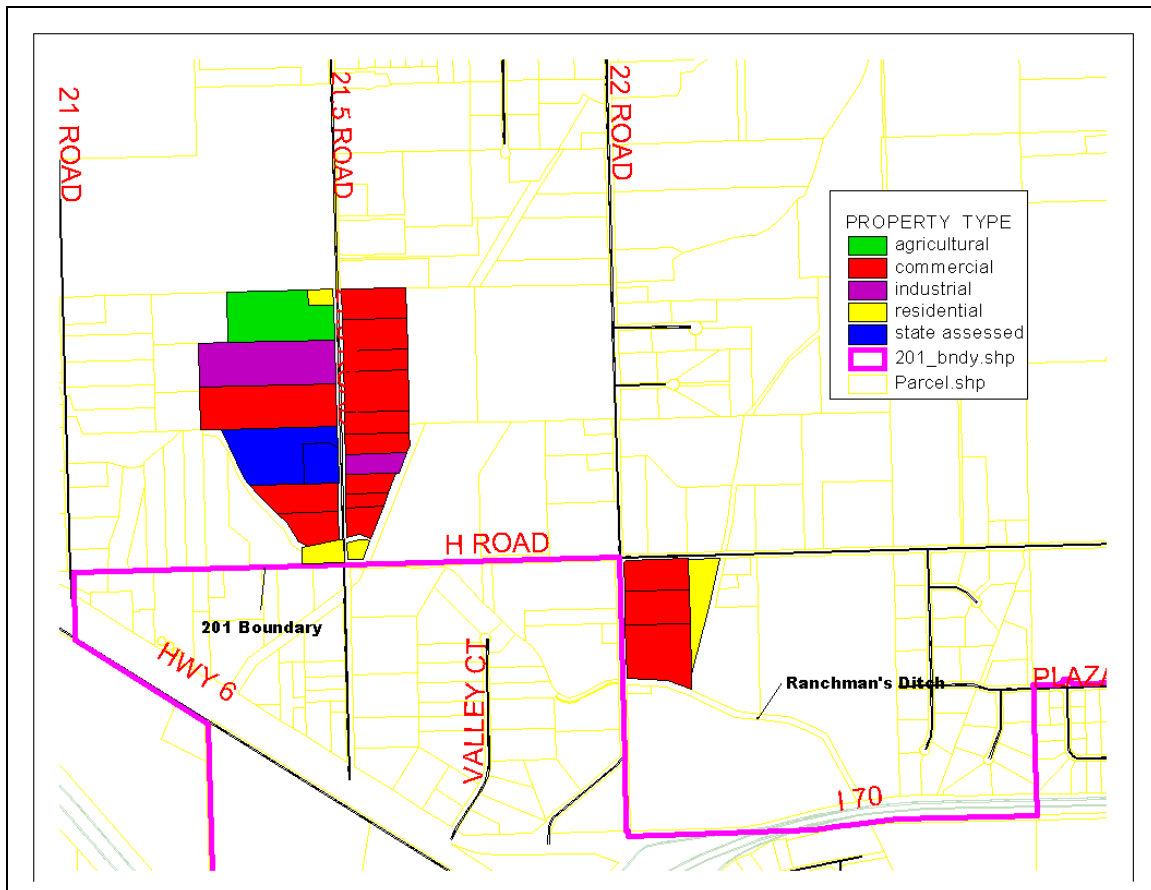 21 ROAD
21 5 ROAD
22 ROAD
PROPERTY TYPE
agricultural
commercial
industrial
residential
state assessed
201_bndy.shp
Parcel.shp
H ROAD
201 Boundary
HWY 6
VALLEY CT
Ranchman's Ditch
PLAZA
I 70